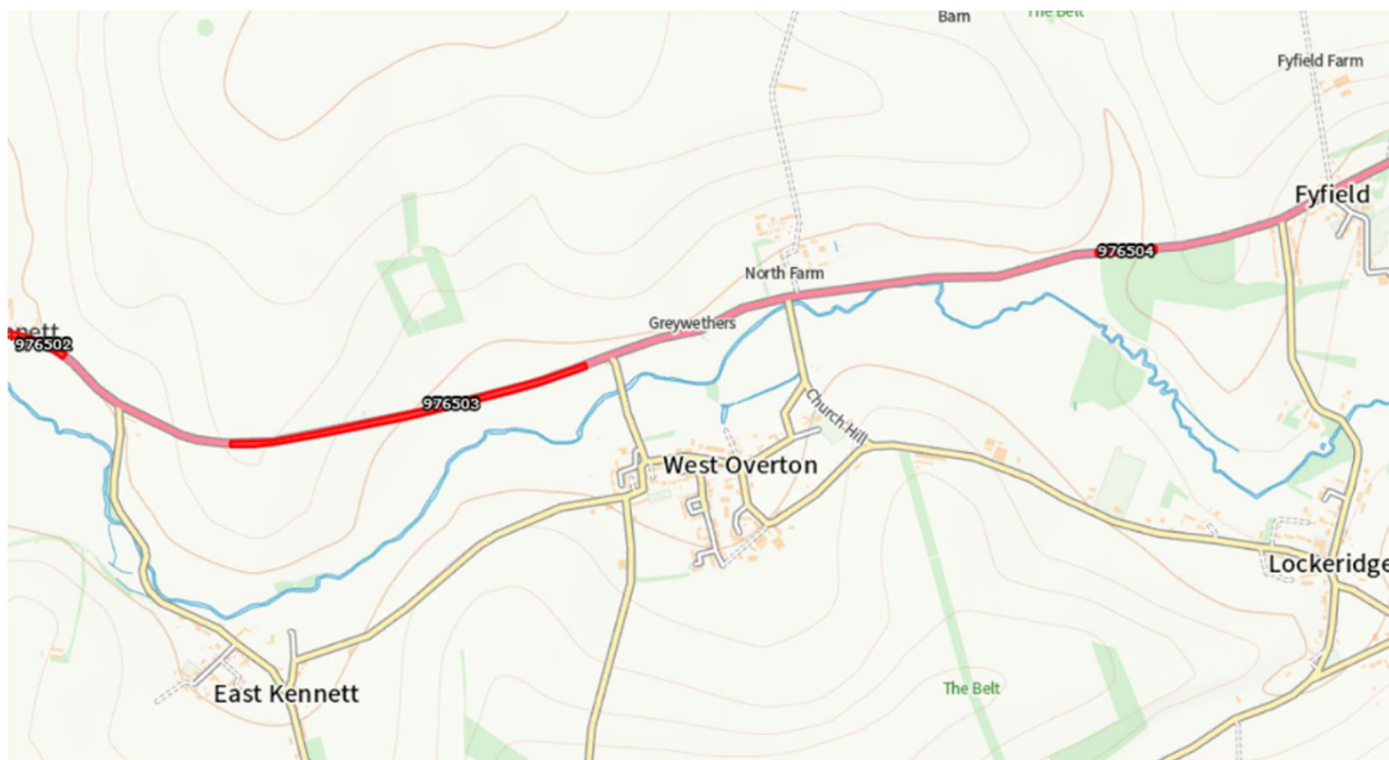 Barn
The Belt
Fyfield Farm
Fyfield
976504
North Farm
Greywethers
nnett
976502
976503
Church Hill
West Overton
Lockeridge
East Kennett
The Belt